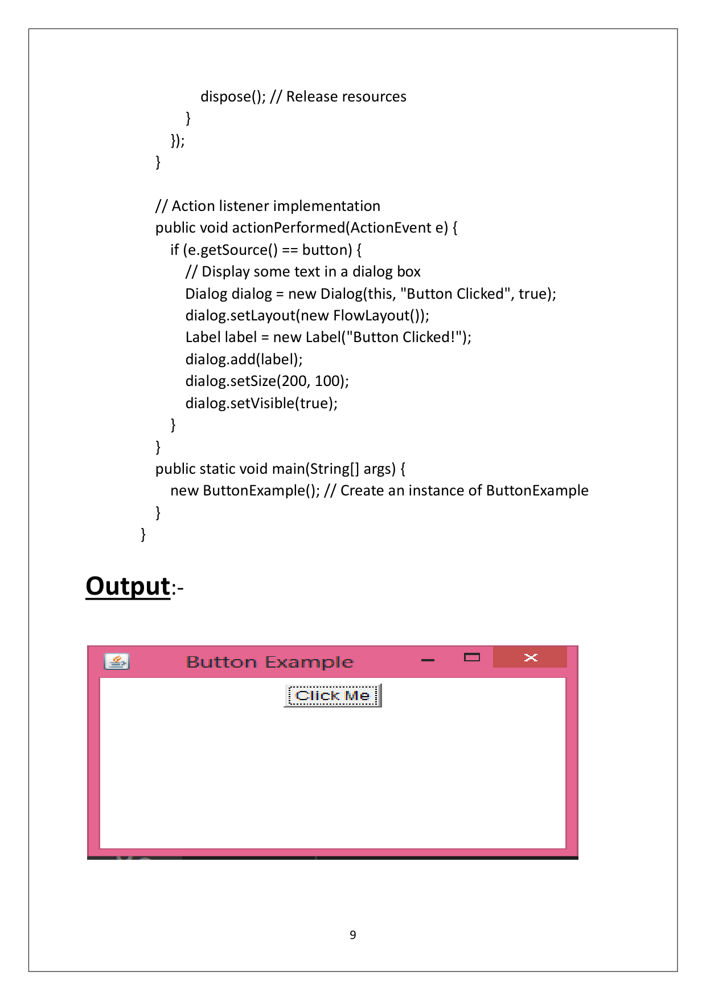 dispose(); // Release resources
}
});
}
// Action listener implementation
public void actionPerformed(ActionEvent e) {
if (e.getSource() == button) {
// Display some text in a dialog box
Dialog dialog = new Dialog(this, "Button Clicked", true);
dialog.setLayout(new FlowLayout());
Label label = new Label("Button Clicked!");
dialog.add(label);
dialog.setSize(200, 100);
dialog.setVisible(true);
}
}
public static void main(String[] args) {
new ButtonExample(); // Create an instance of ButtonExample
}
}
Output:-
Button Example
Click Me
9